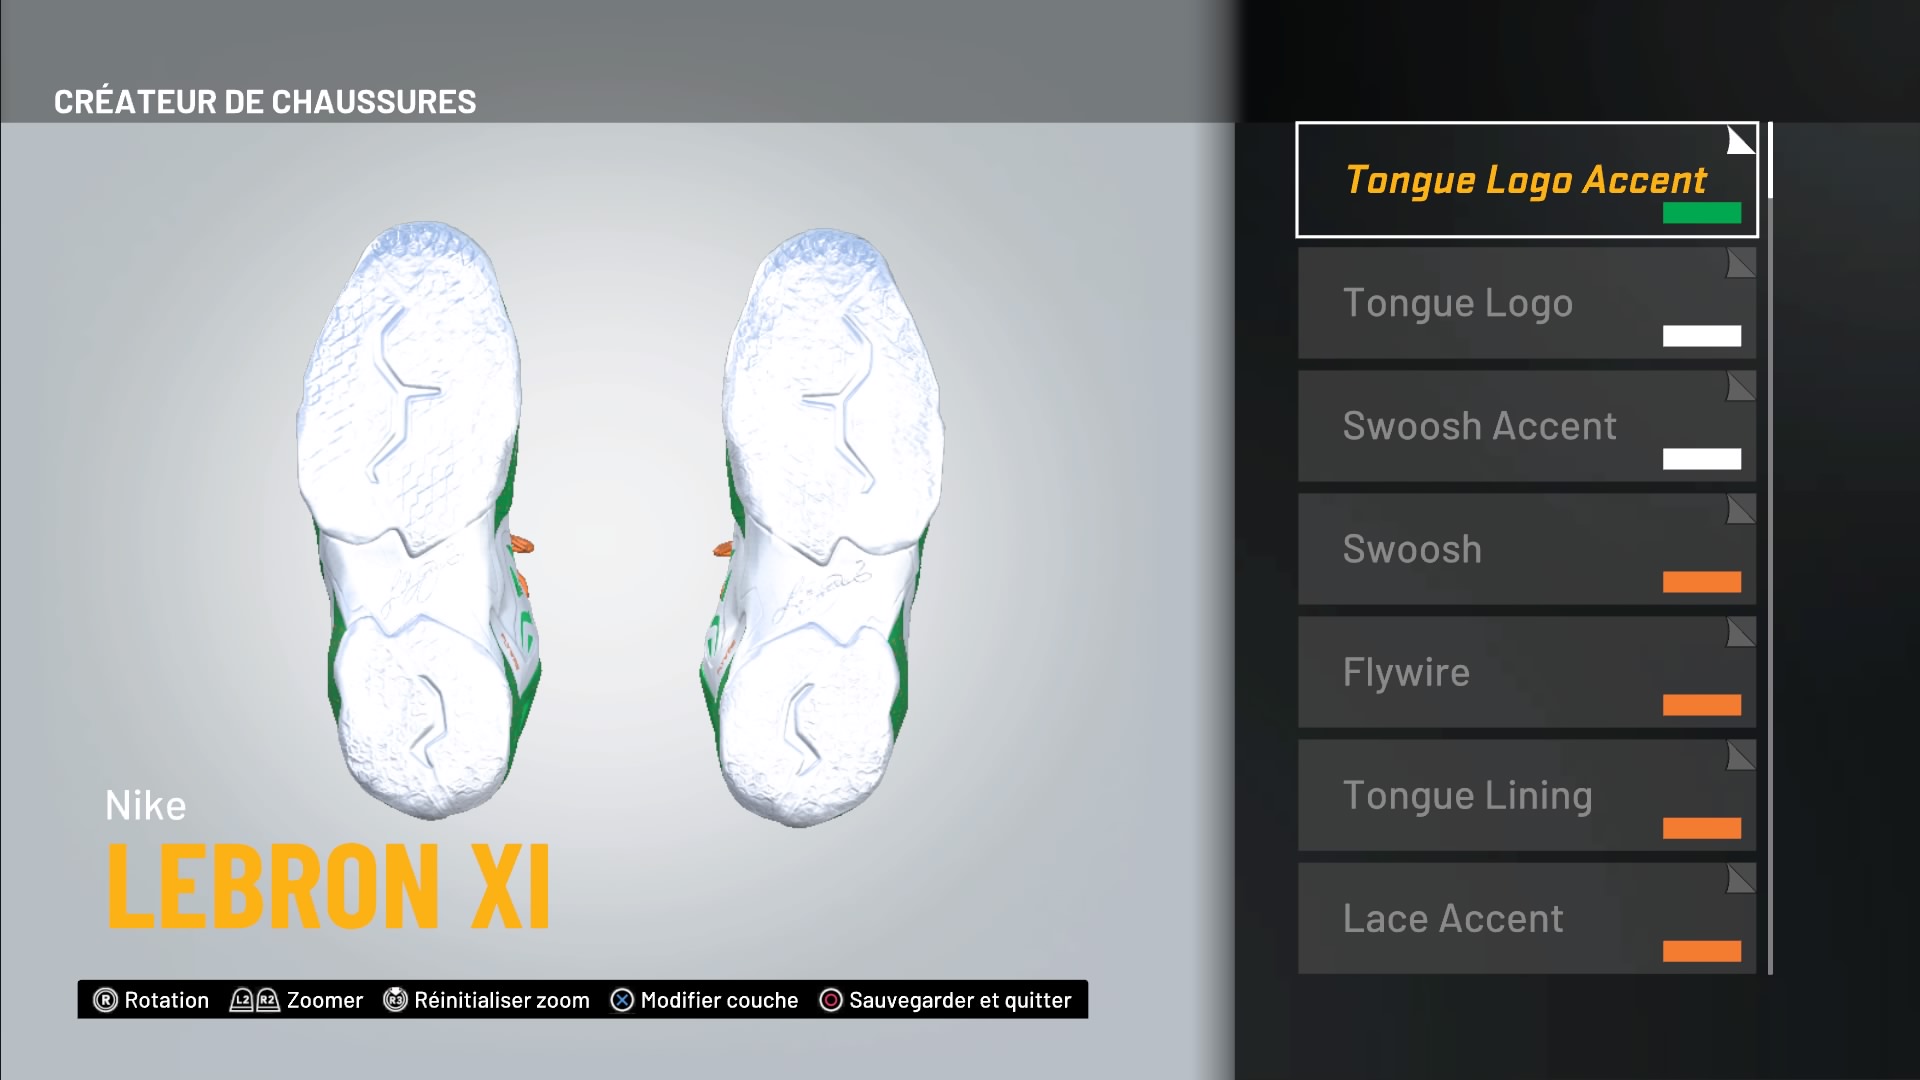 CRÉATEUR DE CHAUSSURES
Tongue Logo Accent
Tongue Logo
Swoosh Accent
Swoosh
Flywire
Tongue Lining
Lace Accent
Nike
LEBRON XI
R Rotation L2 R2 Zoomer R3 Réinitialiser zoom Modifier couche Sauvegarder et quitter